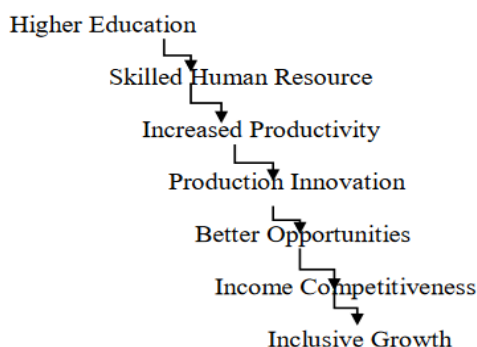 Higher Education
Skilled Human Resource
Increased Productivity
Production Innovation
Better Opportunities
Income Competitiveness
Inclusive Growth